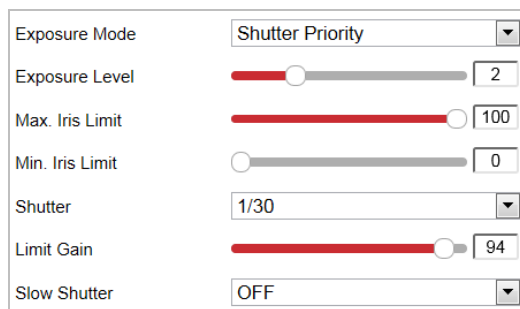 Exposure Mode Shutter Priority
Exposure Level 2
Max. Iris Limit 100
Min. Iris Limit 0
Shutter 1/30
Limit Gain 94
Slow Shutter OFF